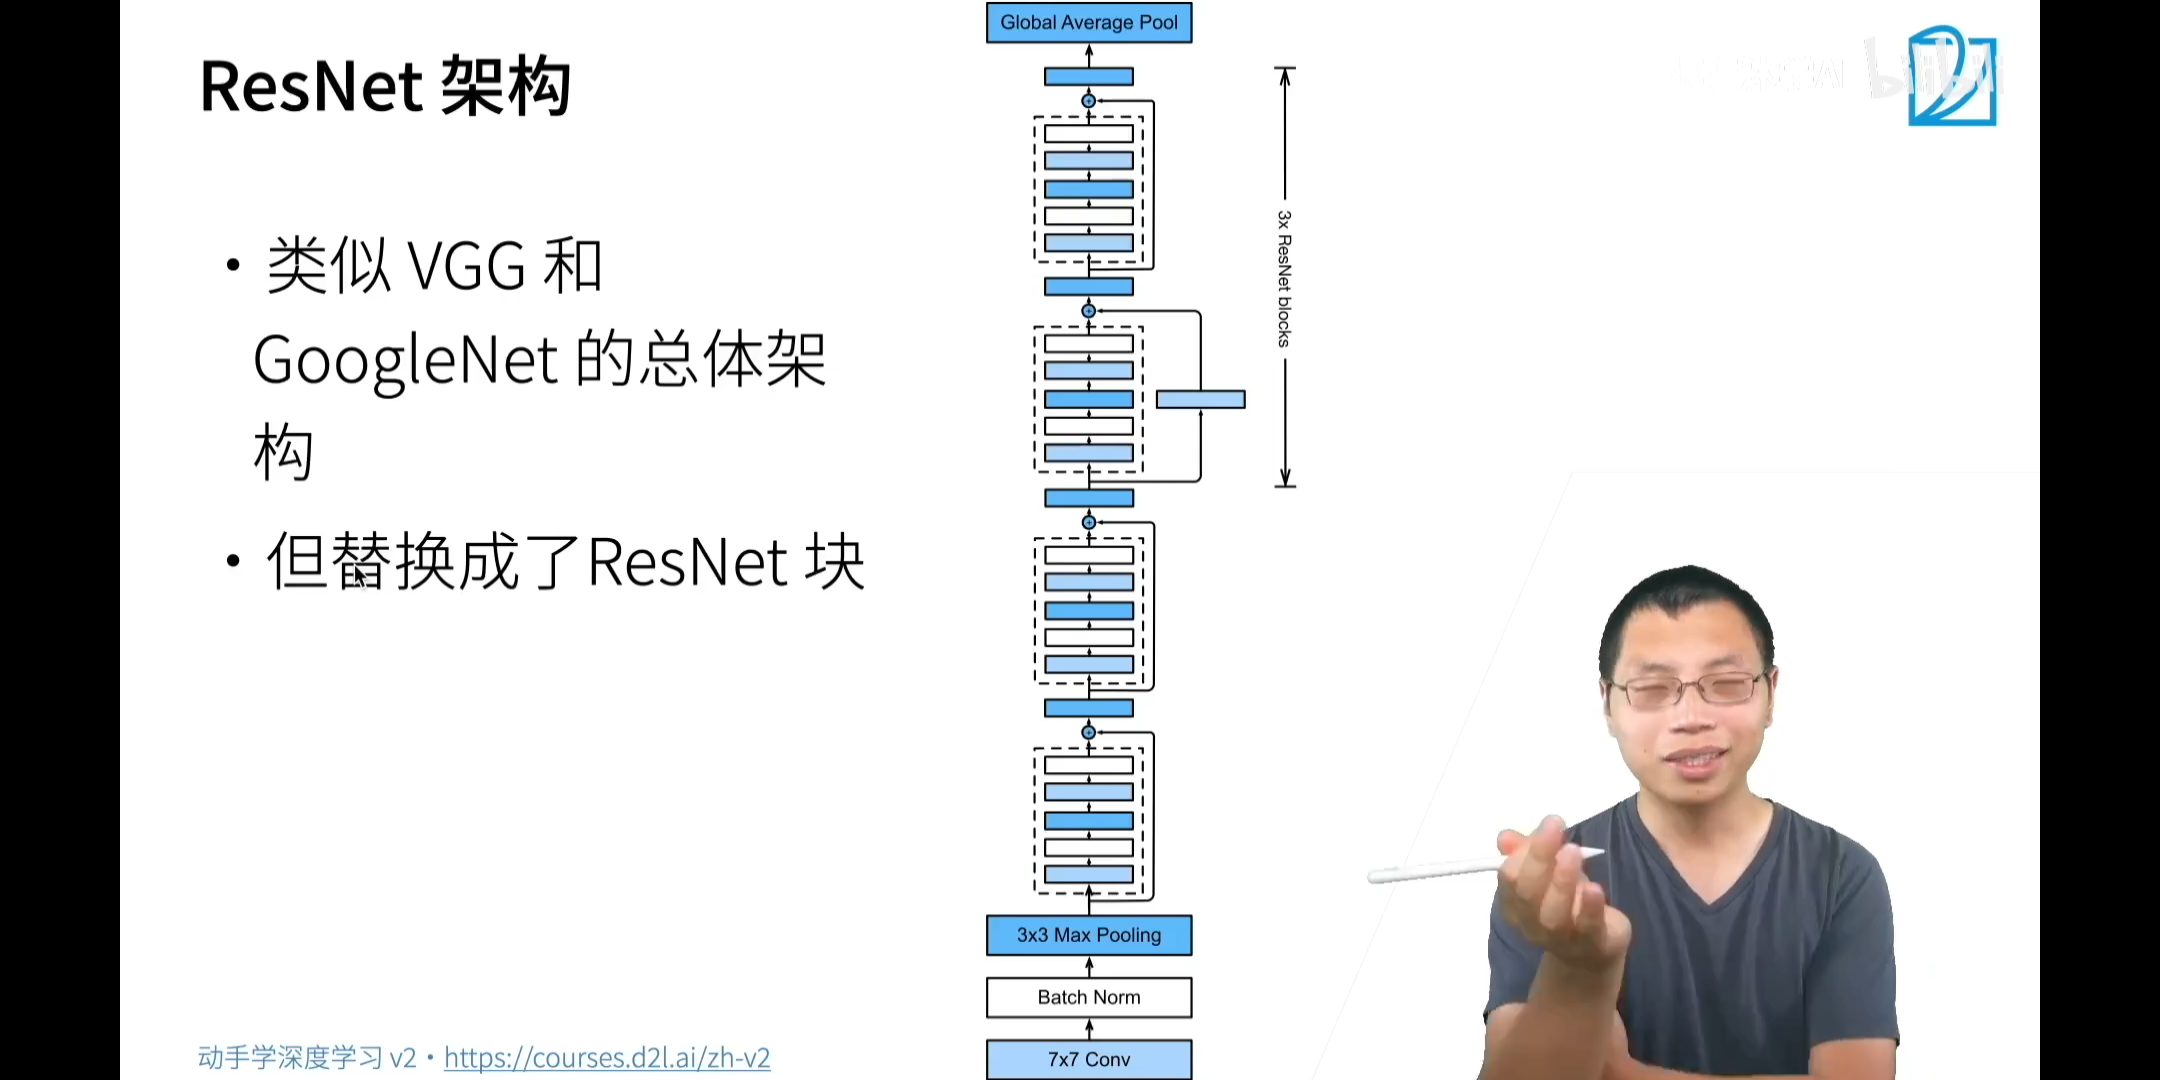 ResNet 架构
• 类似 VGG 和
GoogleNet 的总体架
构
• 但替换成了ResNet 块
动手学深度学习 v2 • https://courses.d2l.ai/zh-v2
Global Average Pool
3x ResNet blocks
3x3 Max Pooling
Batch Norm
7x7 Conv
bilibili